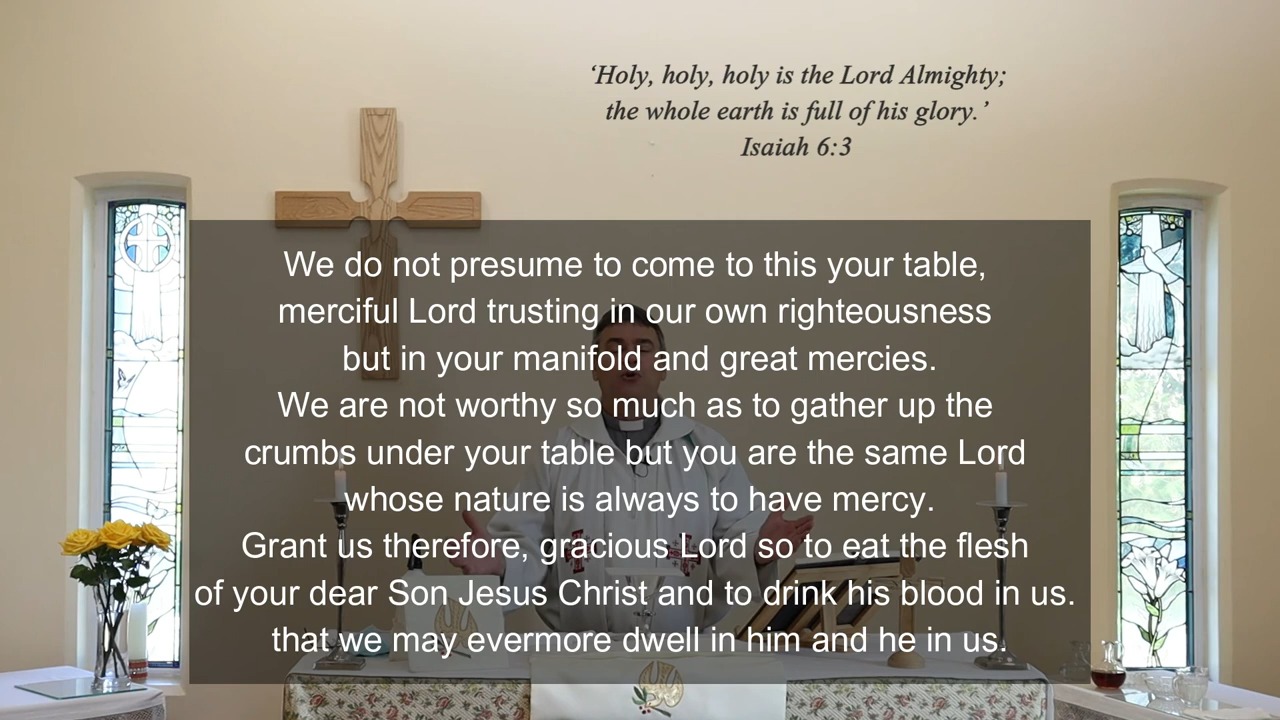 ‘Holy, holy, holy is the Lord Almighty;
the whole earth is full of his glory.’
Isaiah 6:3
We do not presume to come to this your table,
merciful Lord trusting in our own righteousness
but in your manifold and great mercies.
We are not worthy so much as to gather up the
crumbs under your table but you are the same Lord
whose nature is always to have mercy.
Grant us therefore, gracious Lord so to eat the flesh
of your dear Son Jesus Christ and to drink his blood in us.
that we may evermore dwell in him and he in us.